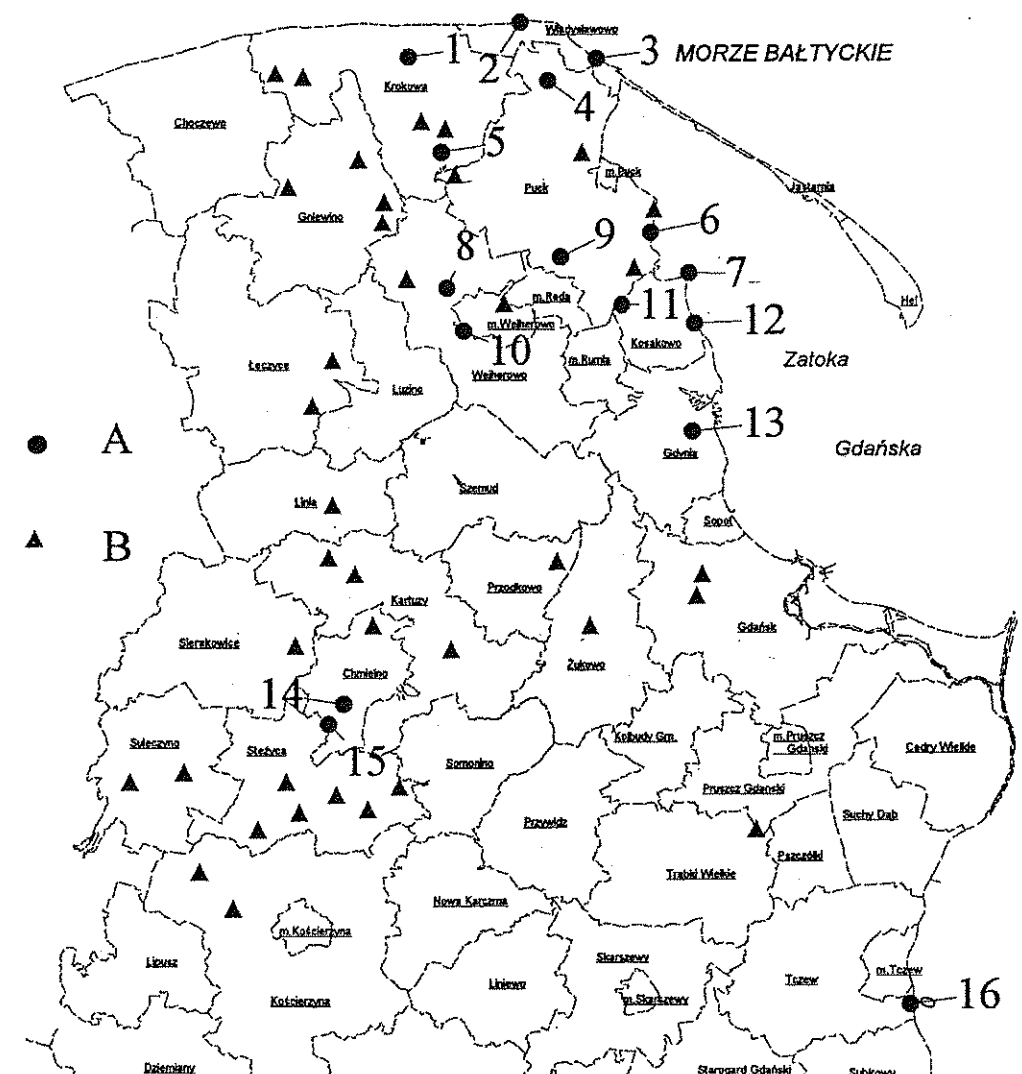 Władysławowo
1
2
3
MORZE BAŁTYCKIE
4
Krokowa
Choczewo
5
m.Puck
Puck
Jastarnia
Gniewino
6
9
8
7
Hel
m.Reda
11
m.Wejherowo
12
10
Kosakowo
Zatoka
Łęczyce
m.Rumia
Wejherowo
Luzino
13
A
Gdańska
Gdynia
Szemud
Linia
Sopot
B
Przodkowo
Kartuzy
Gdańsk
Sierakowice
Żukowo
Chmielno
14
Kolbudy Grn.
m.Pruszcz
Gdański
Cedry Wielkie
Sulęczyno
Stężyca
15
Somonino
Pruszcz Gdański
Suchy Dąb
Przywidz
Pszczółki
Trąbki Wielkie
Nowa Karczma
m.Kościerzyna
Skarszewy
Lipusz
m.Tczew
Tczew
Liniewo
16
m.Skarszewy
Kościerzyna
Dziemiany
Starogard Gdański
Subkowy